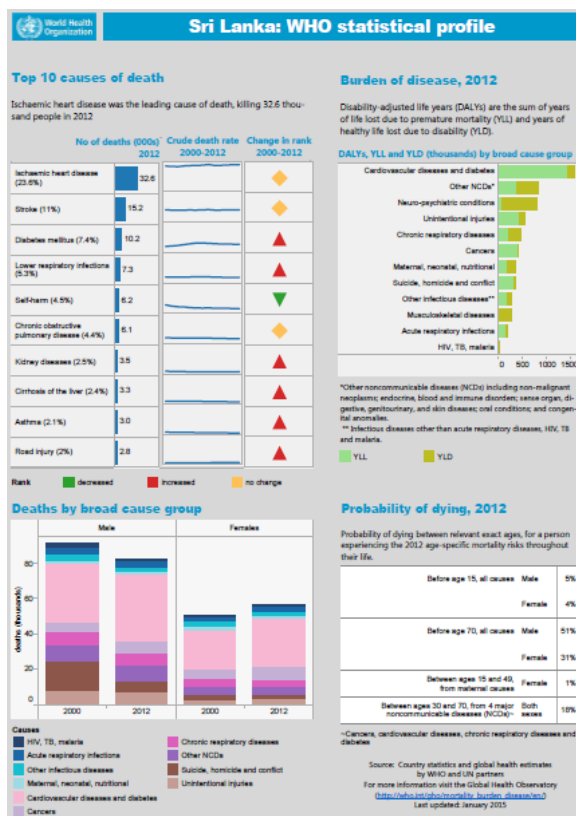 World Health
Organization
Sri Lanka: WHO statistical profile
Top 10 causes of death
Ischaemic heart disease was the leading cause of death, killing 32.6 thou-
sand people in 2012
No of deaths (000s)
2012
Crude death rate
2000-2012
Change in rank
2000-2012
Ischaemic heart disease
(23.6%)
32.6
Stroke (11%)
15.2
Diabetes mellitus (7.4%)
10.2
Lower respiratory infections
(5.3%)
7.3
Self-harm (4.5%)
6.2
Chronic obstructive
pulmonary disease (4.4%)
6.1
Kidney diseases (2.5%)
3.5
Cirrhosis of the liver (2.4%)
3.3
Asthma (2.1%)
3.0
Road injury (2%)
2.8
Rank
decreased
increased
no change
Burden of disease, 2012
Disability-adjusted life years (DALYs) are the sum of years
of life lost due to premature mortality (YLL) and years of
healthy life lost due to disability (YLD).
DALYs, YLL and YLD (thousands) by broad cause group
Cardiovascular diseases and diabetes
Other NCDs*
Neuro-psychiatric conditions
Unintentional injuries
Chronic respiratory diseases
Cancers
Maternal, neonatal, nutritional
Suicide, homicide and conflict
Other infectious diseases**
Musculoskeletal diseases
Acute respiratory infections
HIV, TB, malaria
0 500 1000 1500
*Other noncommunicable diseases (NCDs) including non-malignant
neoplasms; endocrine, blood and immune disorders; sense organ, di-
gestive, genitourinary, and skin diseases; oral conditions; and congen-
ital anomalies.
** Infectious diseases other than acute respiratory diseases, HIV, TB
and malaria.
YLL
YLD
Deaths by broad cause group
Male
Females
deaths (thousands)
80
60
40
20
0
2000
2012
2000
2012
Causes
HIV, TB, malaria
Acute respiratory infections
Other infectious diseases
Maternal, neonatal, nutritional
Cardiovascular diseases and diabetes
Cancers
Chronic respiratory diseases
Other NCDs
Suicide, homicide and conflict
Unintentional injuries
Probability of dying, 2012
Probability of dying between relevant exact ages, for a person
experiencing the 2012 age-specific mortality risks throughout
their life.
Before age 15, all causes Male 5%
Female 4%
Before age 70, all causes Male 51%
Female 31%
Between ages 15 and 49,
from maternal causes
Female 1%
Between ages 30 and 70, from 4 major
noncommunicable diseases (NCDs)~
Both
sexes
18%
~Cancers, cardiovascular diseases, chronic respiratory diseases and
diabetes
Source: Country statistics and global health estimates
by WHO and UN partners
For more information visit the Global Health Observatory
(http://who.int/gho/mortality_burden_disease/en/)
Last updated: January 2015